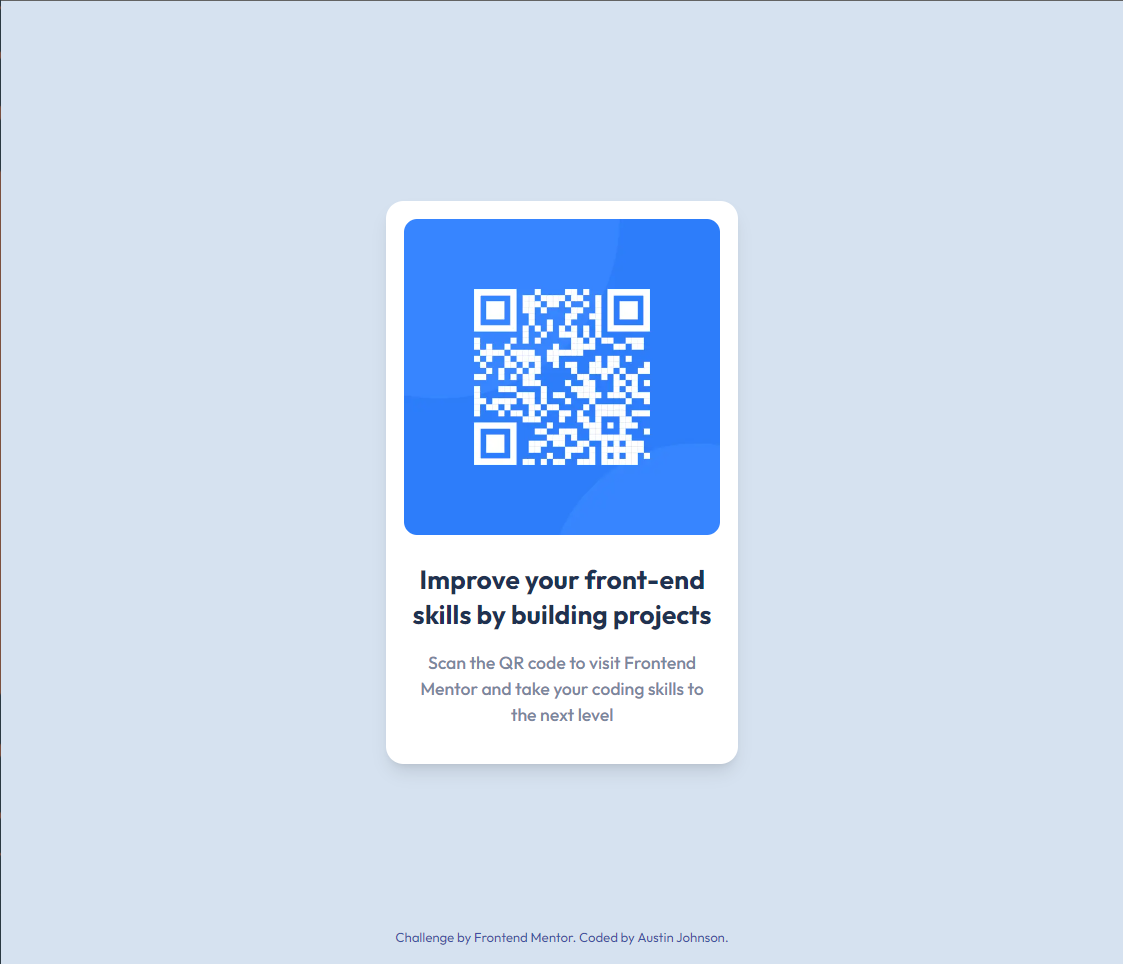 Improve your front-end
skills by building projects
Scan the QR code to visit Frontend
Mentor and take your coding skills to
the next level
Challenge by Frontend Mentor. Coded by Austin Johnson.